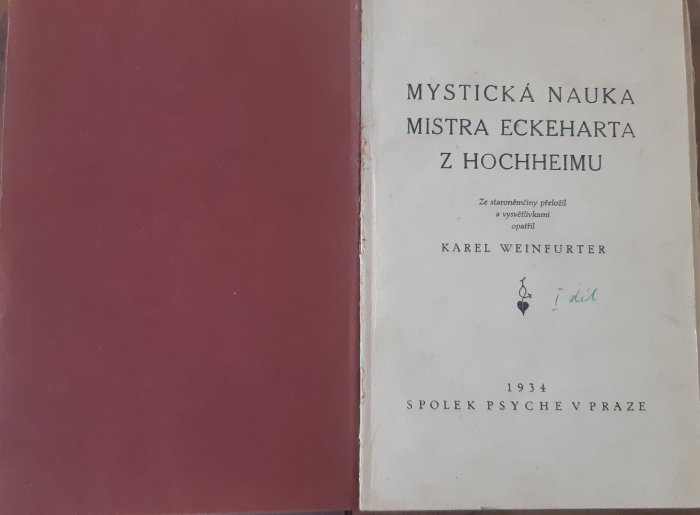 MYSTICKÁ NAUKA
MISTRA ECKEHARTA
Z HOCHHEIMU
Ze staroněmčiny přeložil
a vysvětlivkami
opatřil
KAREL WEINFURTER
I díl
1934
SPOLEK PSYCHE V PRAZE